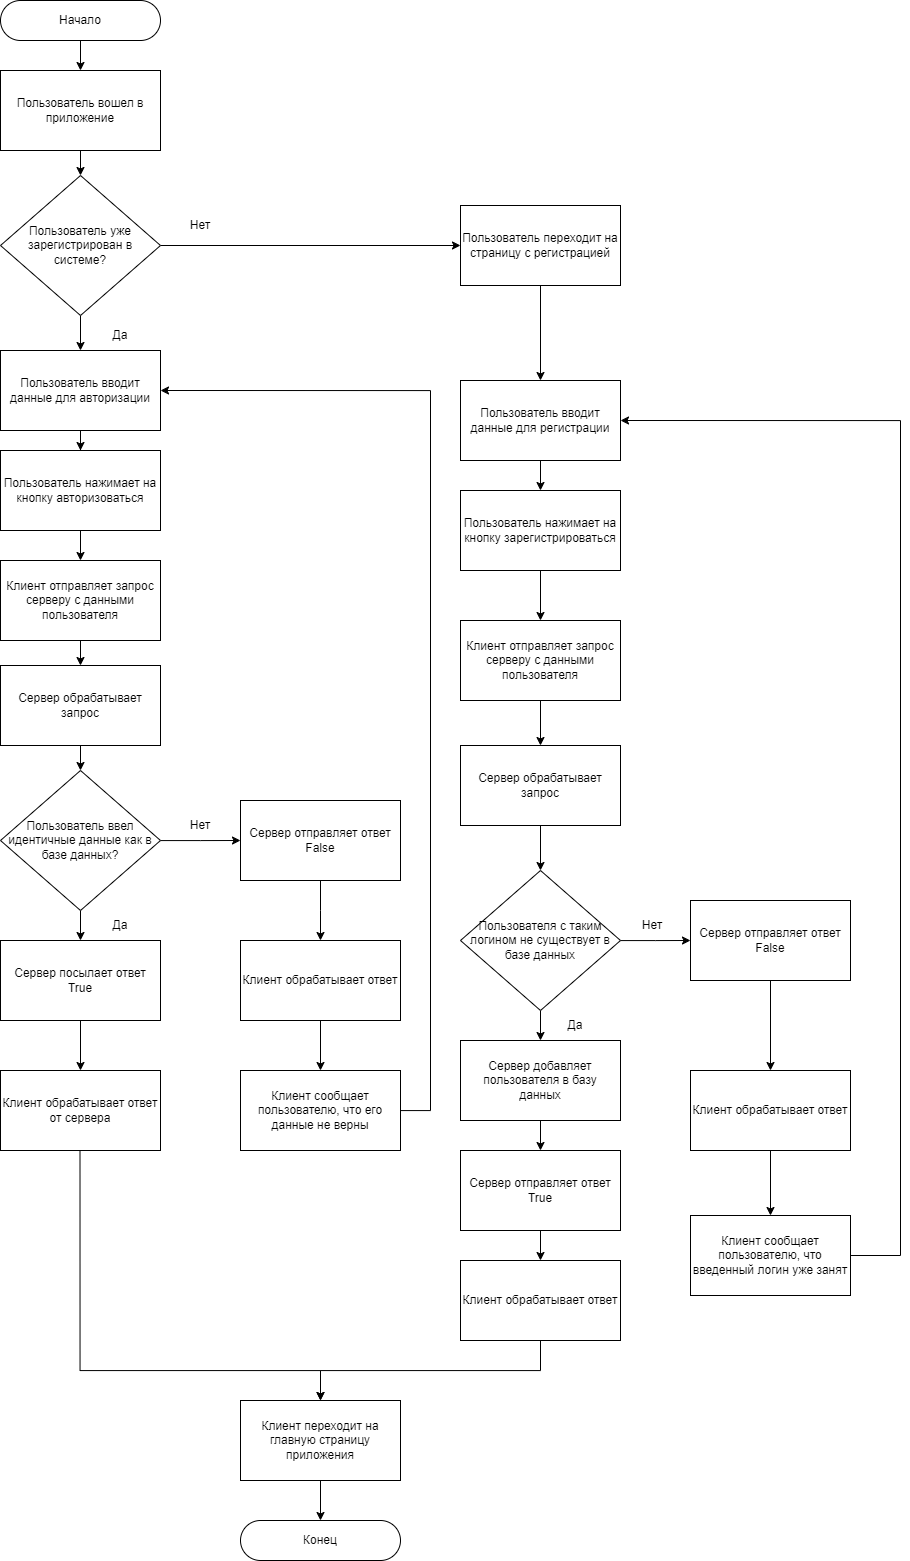 Начало
Пользователь вошел в
приложение
Пользователь уже
зарегистрирован в
системе?
Нет
Да
Пользователь переходит на
страницу с регистрацией
Пользователь вводит
данные для авторизации
Пользователь нажимает на
кнопку авторизоваться
Клиент отправляет запрос
серверу с данными
пользователя
Сервер обрабатывает
запрос
Пользователь ввел
идентичные данные как в
базе данных?
Нет
Да
Сервер посылает ответ
True
Клиент обрабатывает ответ
от сервера
Сервер отправляет ответ
False
Клиент обрабатывает ответ
Клиент сообщает
пользователю, что его
данные не верны
Пользователь вводит
данные для регистрации
Пользователь нажимает на
кнопку зарегистрироваться
Клиент отправляет запрос
серверу с данными
пользователя
Сервер обрабатывает
запрос
Пользователя с таким
логином не существует в
базе данных
Нет
Да
Сервер добавляет
пользователя в базу
данных
Сервер отправляет ответ
True
Клиент обрабатывает ответ
Сервер отправляет ответ
False
Клиент обрабатывает ответ
Клиент сообщает
пользователю, что
введенный логин уже занят
Клиент переходит на
главную страницу
приложения
Конец